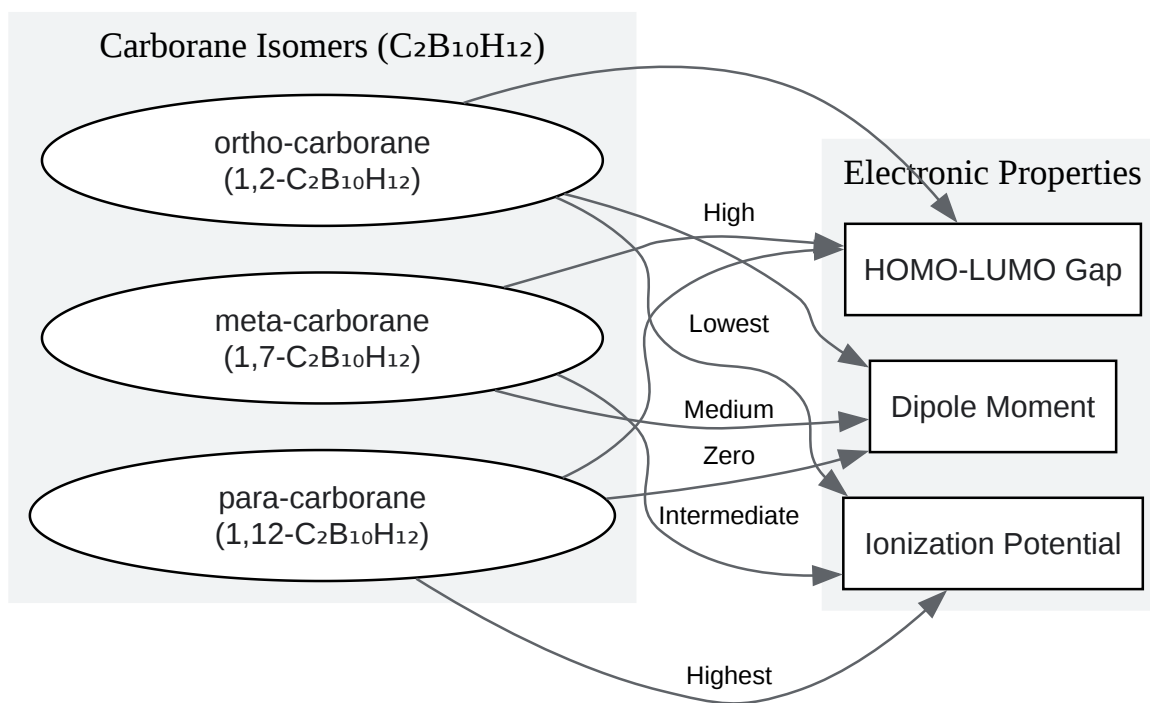 Carborane Isomers (C₂B₁₀H₁₂)
ortho-carborane
(1,2-C₂B₁₀H₁₂)
meta-carborane
(1,7-C₂B₁₀H₁₂)
para-carborane
(1,12-C₂B₁₀H₁₂)
High
Lowest
Medium
Zero
Intermediate
Highest
Electronic Properties
HOMO-LUMO Gap
Dipole Moment
Ionization Potential